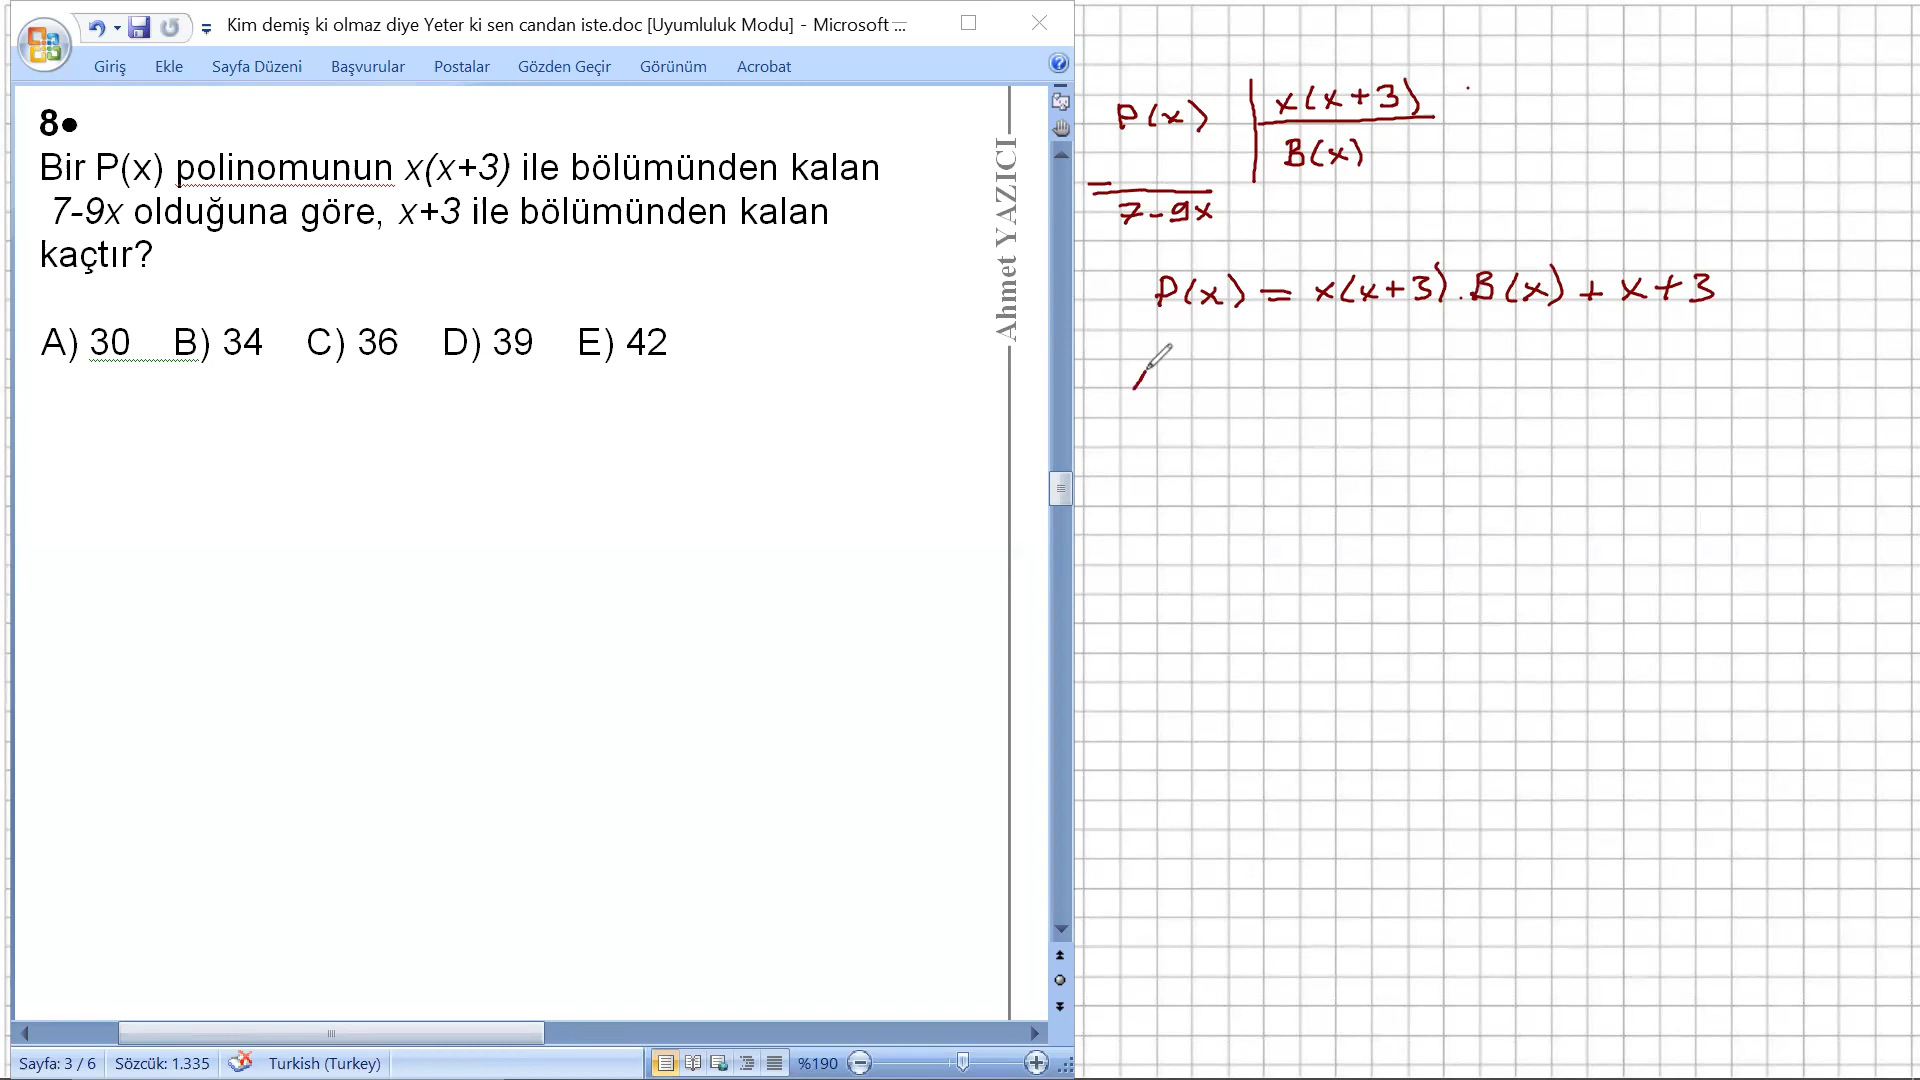 Kim demiş ki olmaz diye Yeter ki sen candan iste.doc [Uyumluluk Modu] - Microsoft ...
Giriş Ekle Sayfa Düzeni Başvurular Postalar Gözden Geçir Görünüm Acrobat
8●
Bir P(x) polinomunun x(x+3) ile bölümünden kalan
7-9x olduğuna göre, x+3 ile bölümünden kalan
kaçtır?
A) 30 B) 34 C) 36 D) 39 E) 42
Ahmet YAZICI
P(x) x(x+3)
B(x)
7-9x
P(x) = x(x+3).B(x) + x+3
Sayfa: 3 / 6 Sözcük: 1.335 Turkish (Turkey) %190